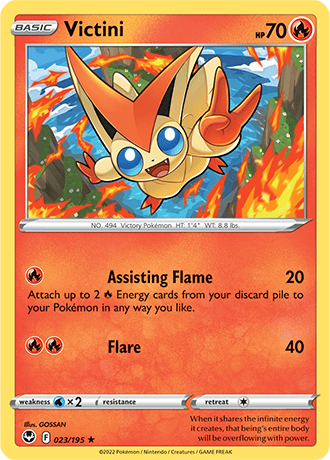 BASIC Victini HP 70
NO. 494 Victory Pokémon HT: 1'4" WT: 8.8 lbs.
Assisting Flame 20
Attach up to 2 Energy cards from your discard pile to
your Pokémon in any way you like.
Flare 40
weakness ×2 resistance retreat
Illus. GOSSAN
F 023/195 ★
When it shares the infinite energy
it creates, that being's entire body
will be overflowing with power.
©2022 Pokémon / Nintendo / Creatures / GAME FREAK